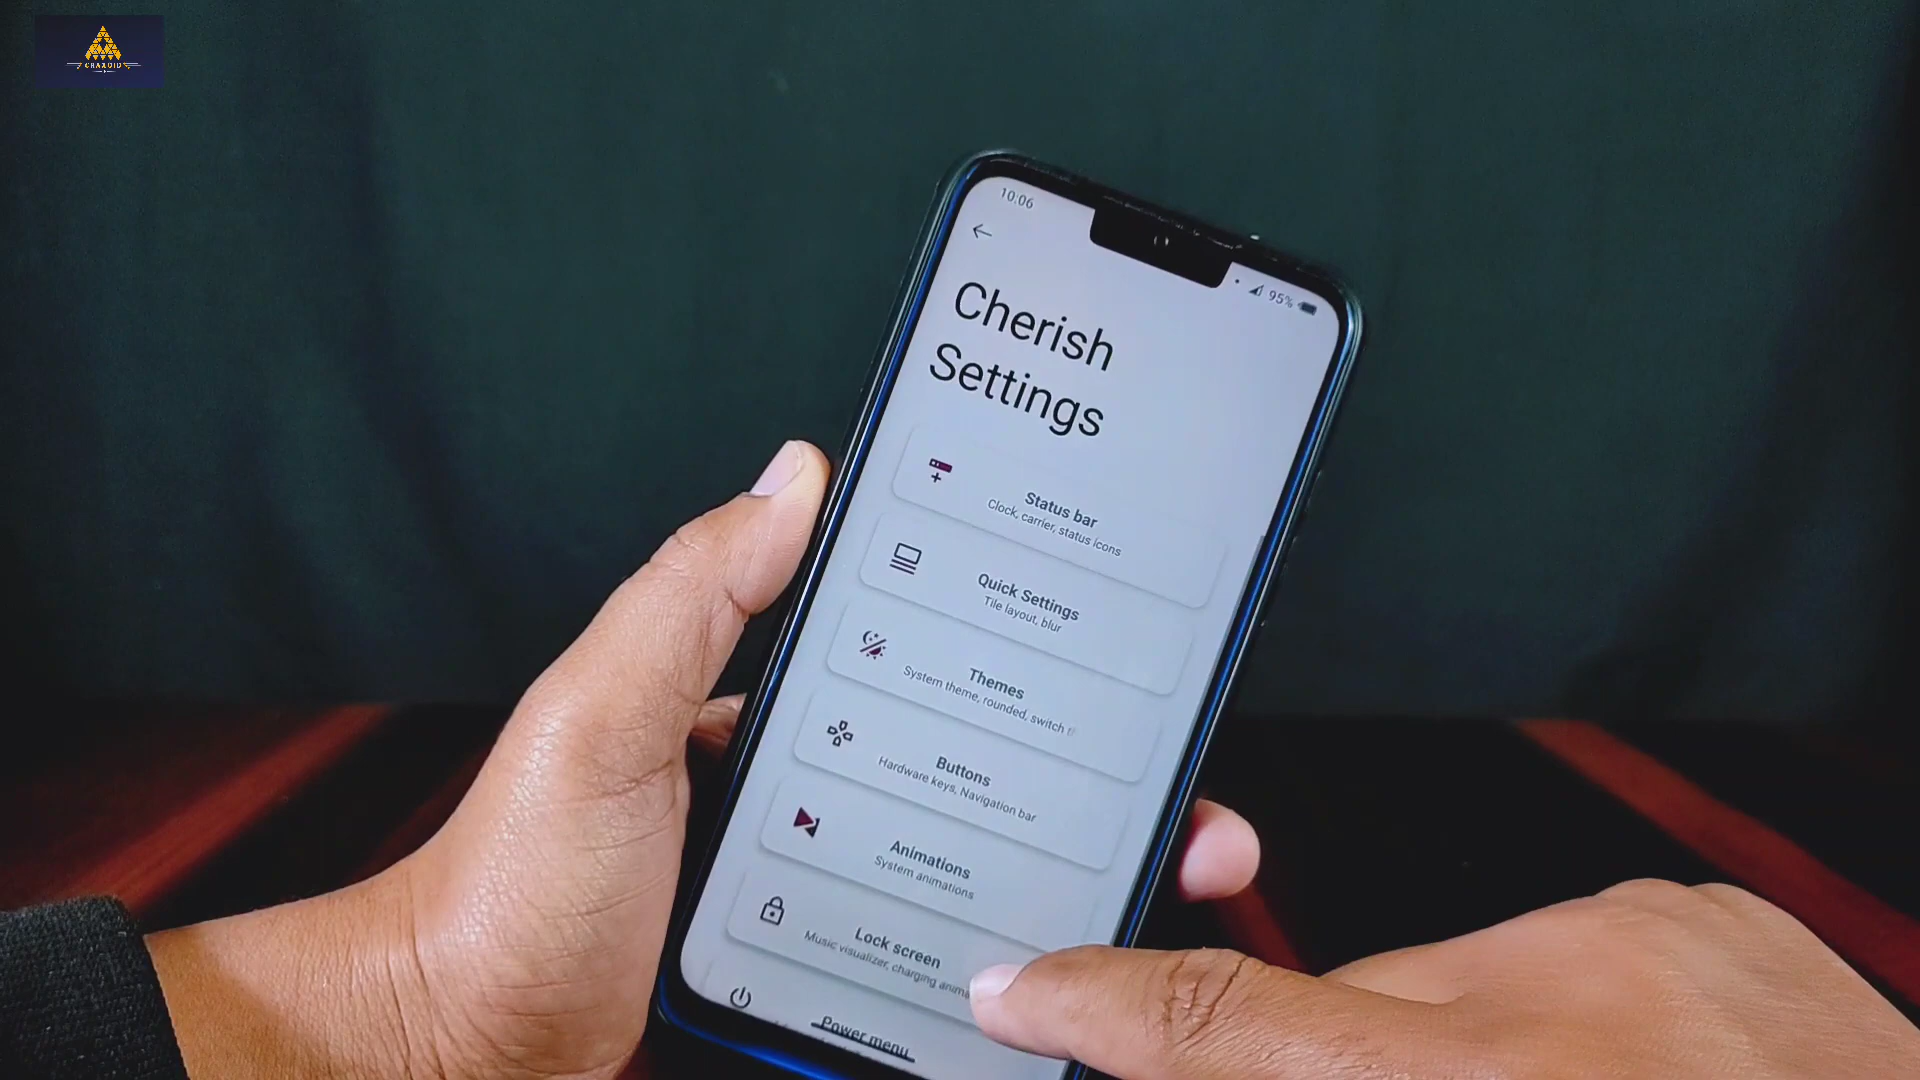 CRAXOID
10:06
95%
Cherish
Settings
Status bar
Clock, carrier, status icons
Quick Settings
Tile layout, blur
Themes
System theme, rounded, switch
Buttons
Hardware keys, Navigation bar
Animations
System animations
Lock screen
Music visualizer, charging anima
Power menu